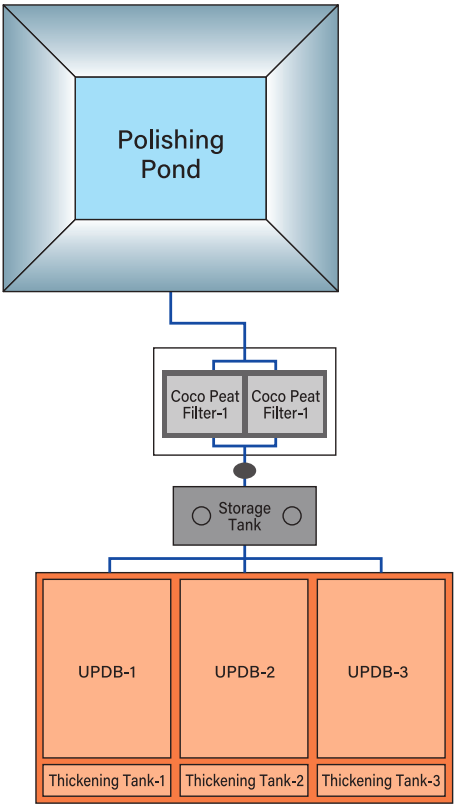 Polishing
Pond
Coco Peat
Filter-1
Coco Peat
Filter-1
Storage
Tank
UPDB-1
UPDB-2
UPDB-3
Thickening Tank-1
Thickening Tank-2
Thickening Tank-3